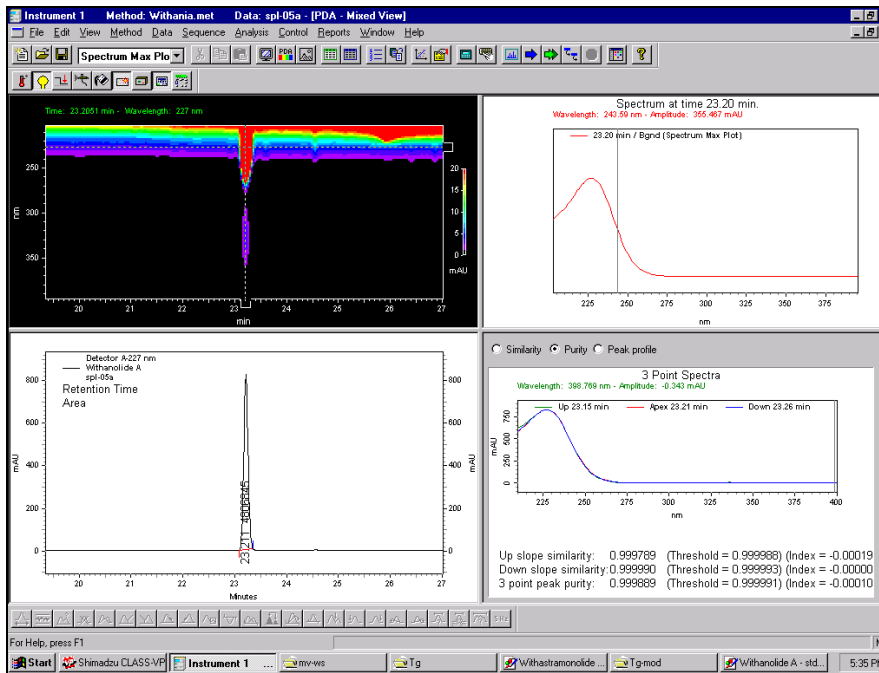 Instrument 1 Method: Withania.met Data: spl-05a - [PDA - Mixed View]
File Edit View Method Data Sequence Analysis Control Reports Window Help
Spectrum Max Plo
PDA
Time: 23.2051 min - Wavelength: 227 nm
250
300
350
nm
20 21 22 23 24 25 26 27
min
20
15
10
5
0
mAU
Spectrum at time 23.20 min.
Wavelength: 243.59 nm - Amplitude: 355.467 mAU
23.20 min / Bgnd (Spectrum Max Plot)
225 250 275 300 325 350 375
nm
Detector A-227 nm
Withanolide A
spl-05a
Retention Time
Area
800
600
400
200
0
mAU
23.211 4806845
800
600
400
200
0
mAU
20 21 22 23 24 25 26 27
Minutes
Similarity Purity Peak profile
3 Point Spectra
Wavelength: 398.769 nm - Amplitude: -0.343 mAU
Up 23.15 min Apex 23.21 min Down 23.26 min
750
500
250
0
mAU
225 250 275 300 325 350 375 400
nm
Up slope similarity: 0.999789 (Threshold = 0.999988) (Index = -0.00019
Down slope similarity: 0.999990 (Threshold = 0.999993) (Index = -0.00000
3 point peak purity: 0.999889 (Threshold = 0.999991) (Index = -0.00010
For Help, press F1
Start Shimadzu CLASS-VP Instrument 1 ... mv-ws Tg Withastramonolide ... Tg-mod Withanolide A - std... 5:35 P